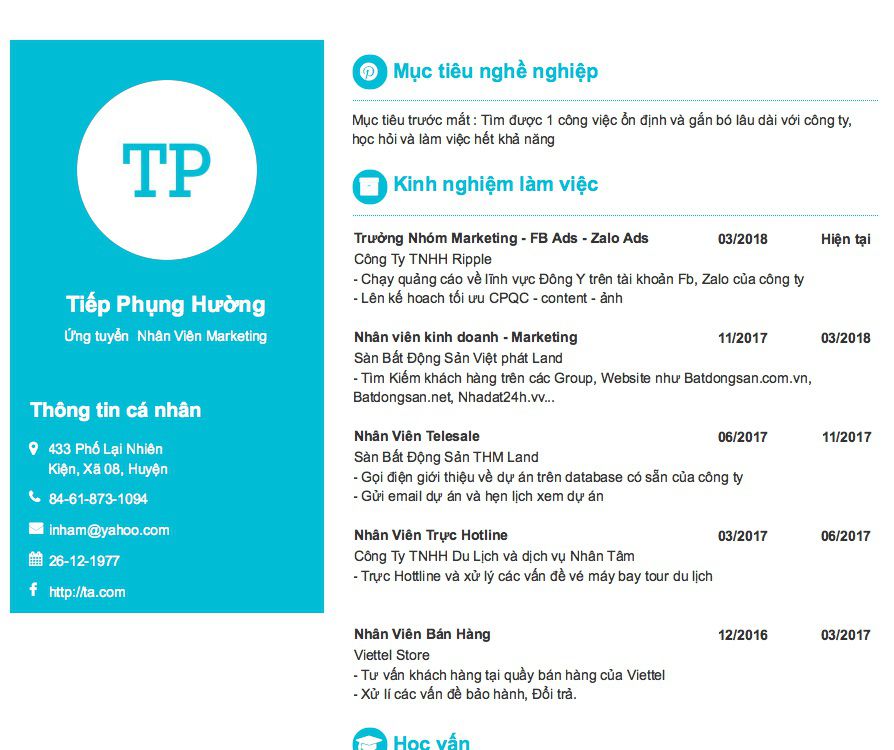 TP
Tiếp Phụng Hường
Ứng tuyển Nhân Viên Marketing
Thông tin cá nhân
433 Phố Lại Nhiên
Kiện, Xã 08, Huyện
84-61-873-1094
inham@yahoo.com
26-12-1977
http://ta.com
Mục tiêu nghề nghiệp
Mục tiêu trước mắt : Tìm được 1 công việc ổn định và gắn bó lâu dài với công ty,
học hỏi và làm việc hết khả năng
Kinh nghiệm làm việc
Trưởng Nhóm Marketing - FB Ads - Zalo Ads 03/2018 Hiện tại
Công Ty TNHH Ripple
- Chạy quảng cáo về lĩnh vực Đông Y trên tài khoản Fb, Zalo của công ty
- Lên kế hoach tối ưu CPQC - content - ảnh
Nhân viên kinh doanh - Marketing 11/2017 03/2018
Sàn Bất Động Sản Việt phát Land
- Tìm Kiếm khách hàng trên các Group, Website như Batdongsan.com.vn,
Batdongsan.net, Nhadat24h.vv...
Nhân Viên Telesale 06/2017 11/2017
Sàn Bất Động Sản THM Land
- Gọi điện giới thiệu về dự án trên database có sẵn của công ty
- Gửi email dự án và hẹn lịch xem dự án
Nhân Viên Trực Hotline 03/2017 06/2017
Công Ty TNHH Du Lịch và dịch vụ Nhân Tâm
- Trực Hottline và xử lý các vấn đề vé máy bay tour du lịch
Nhân Viên Bán Hàng 12/2016 03/2017
Viettel Store
- Tư vấn khách hàng tại quầy bán hàng của Viettel
- Xử lí các vấn đề bảo hành, Đổi trả.
Học vấn